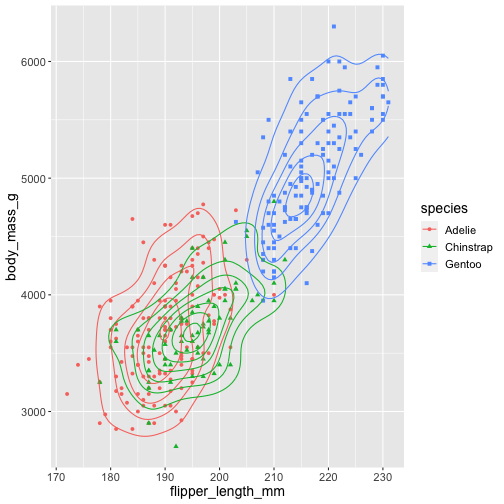 6000
5000
4000
3000
body_mass_g
170
180
190
200
210
220
230
flipper_length_mm
species
Adelie
Chinstrap
Gentoo